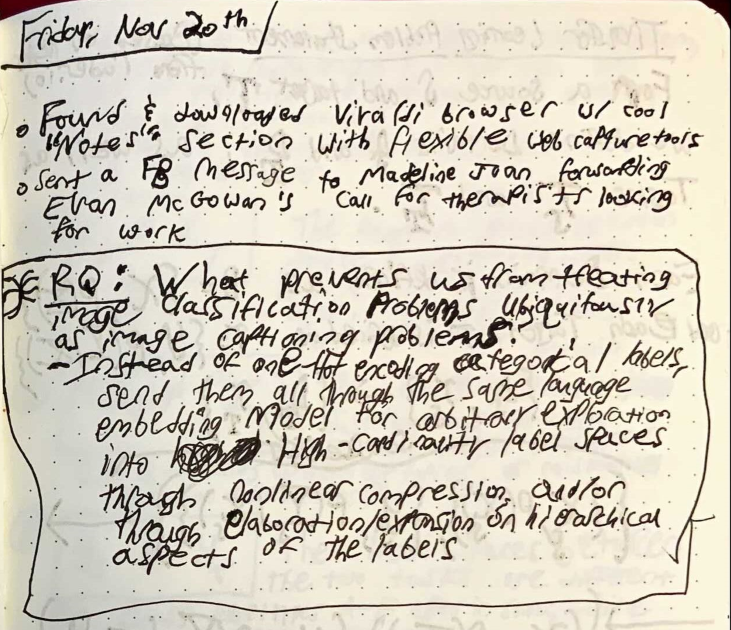 Friday, Nov 20th
o Found & downloaded Viraldi browser w/ cool
"Notes" section with flexible web capture tools
o Sent a FB message to Madeline Joan forwarding
Evan McGowan's call for therapists looking
for work
RQ: What prevents us from treating
image classification problems ubiquitously
as image captioning problems?
- Instead of one-hot encoding categorical labels,
send them all through the same language
embedding model for arbitrary exploration
into High-cardinality label spaces
through nonlinear compression, and/or
through elaboration/extension on hierarchical
aspects of the labels